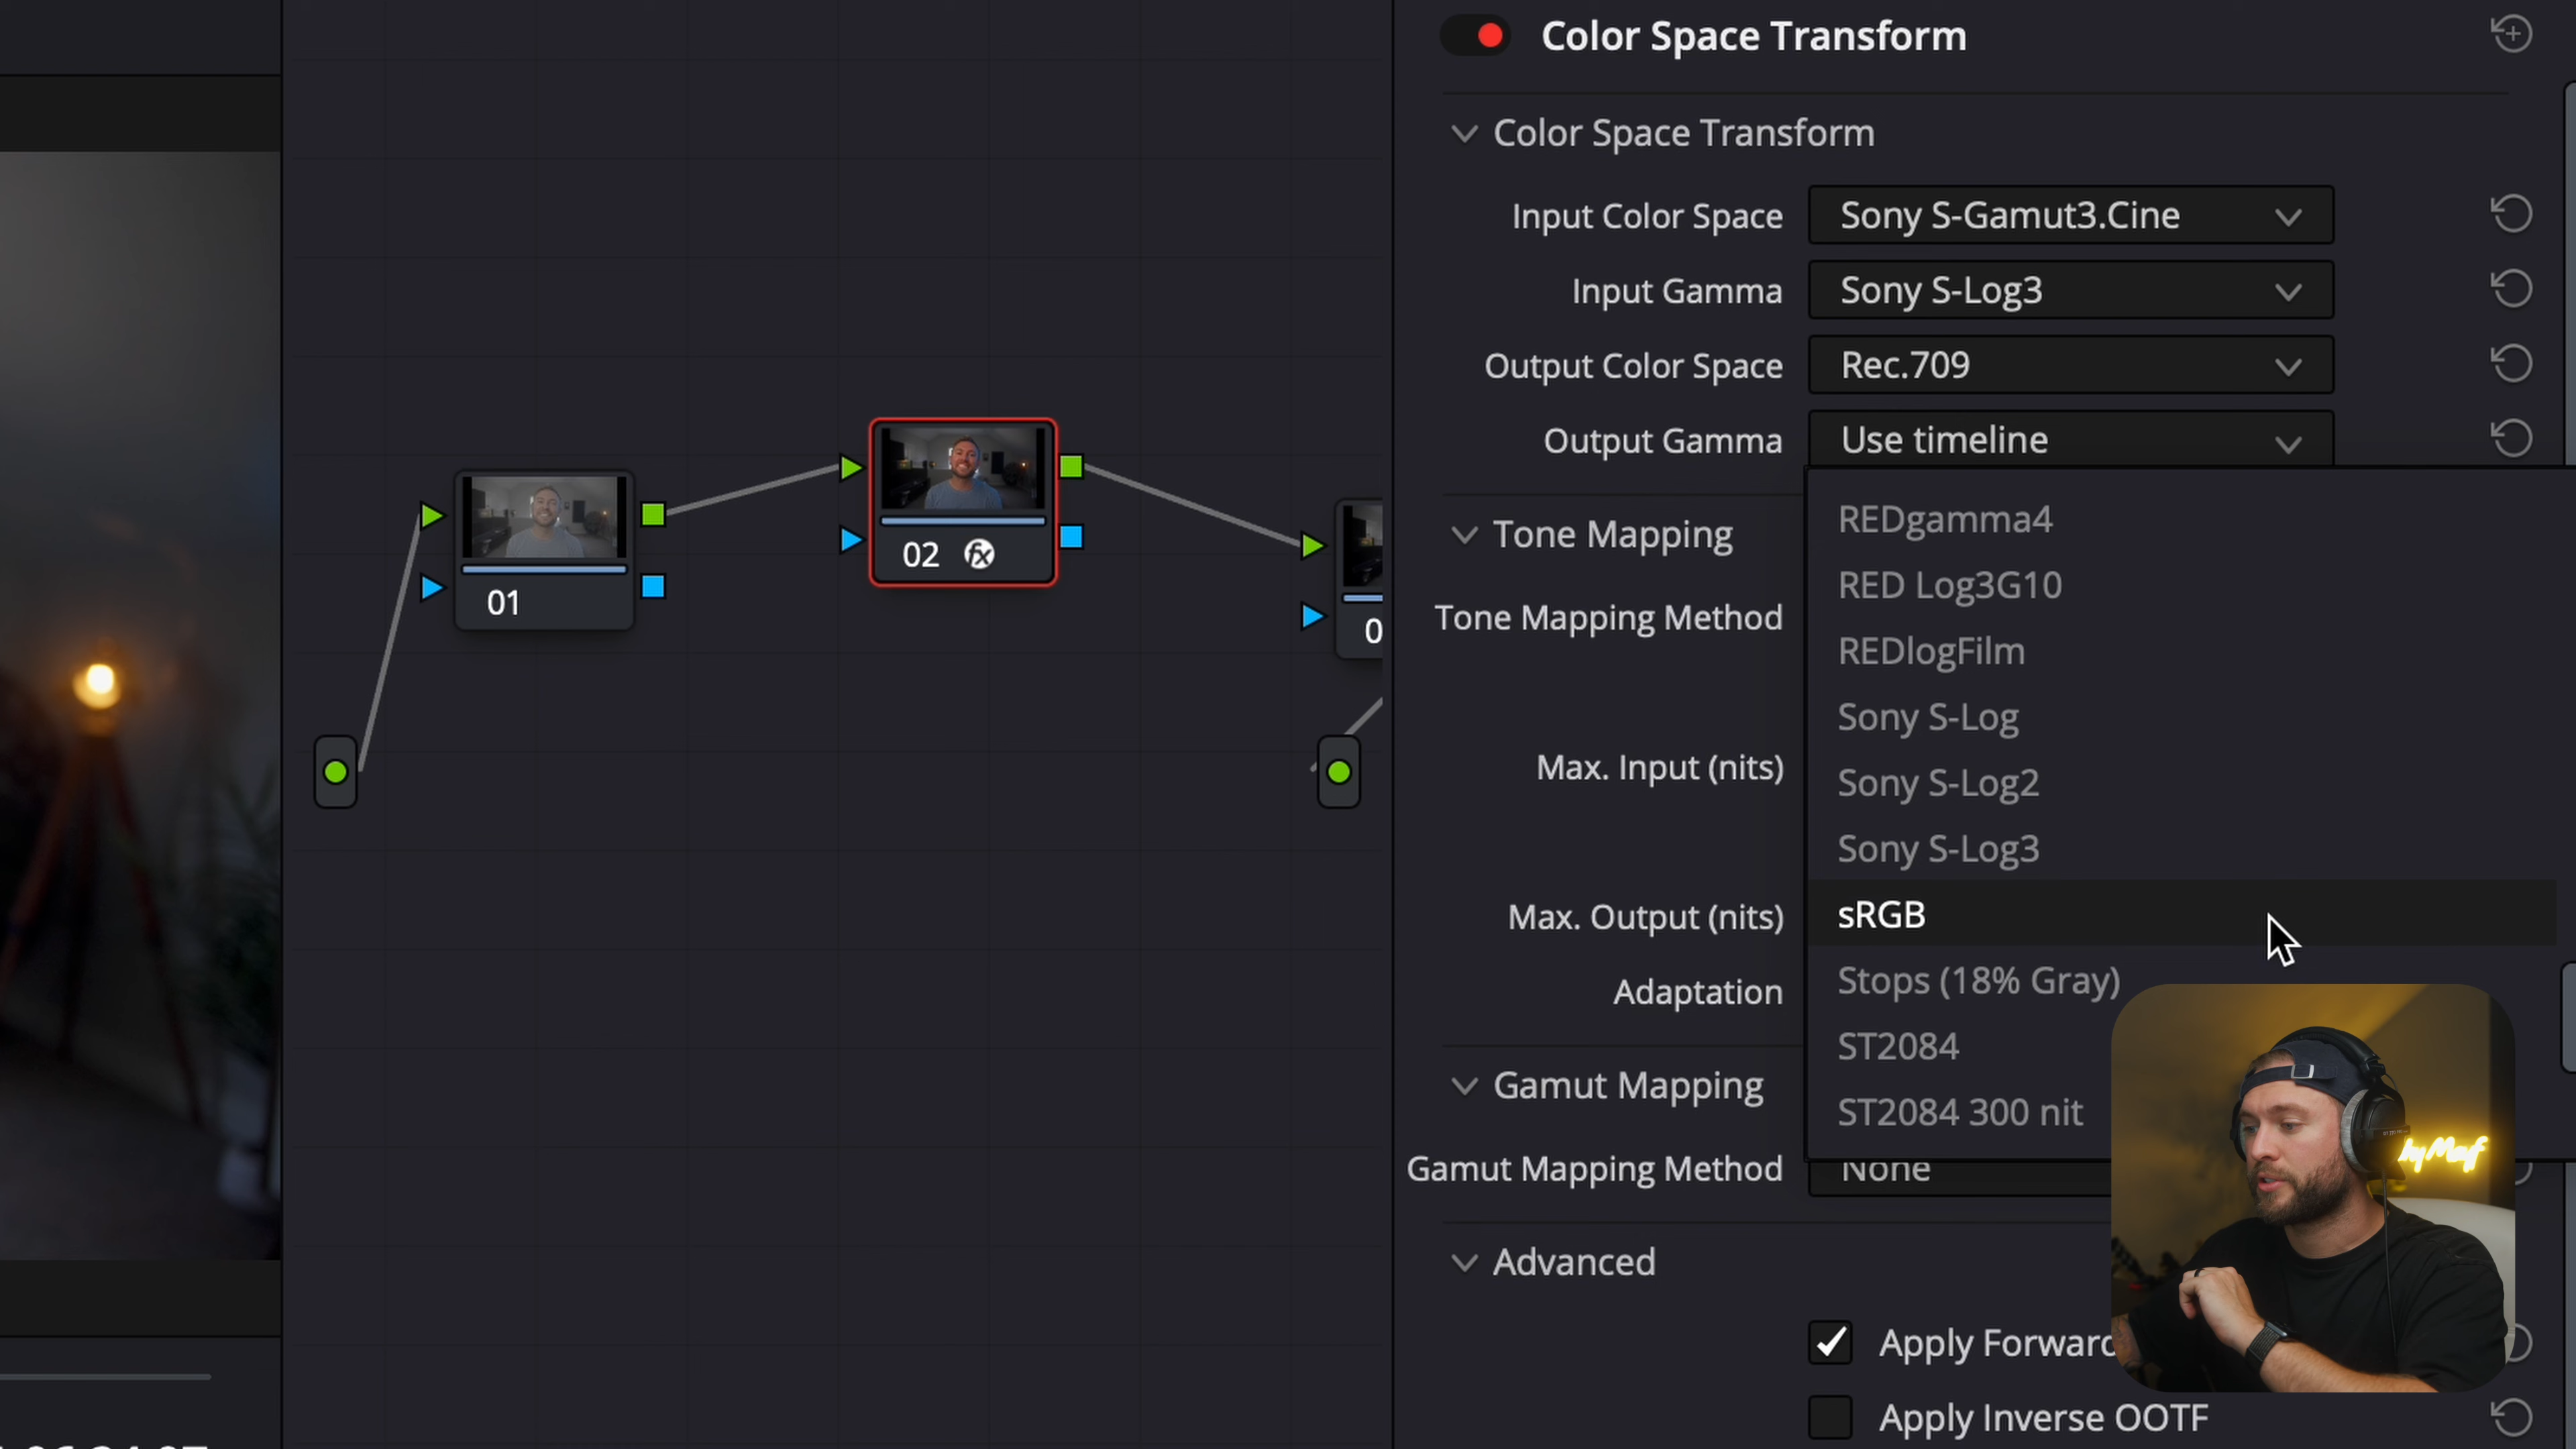 Color Space Transform
Color Space Transform
Input Color Space
Sony S-Gamut3.Cine
Input Gamma
Sony S-Log3
Output Color Space
Rec.709
Output Gamma
Use timeline
REDgamma4
RED Log3G10
REDlogFilm
Sony S-Log
Sony S-Log2
Sony S-Log3
sRGB
Stops (18% Gray)
ST2084
ST2084 300 nit
Tone Mapping
Tone Mapping Method
Max. Input (nits)
Max. Output (nits)
Adaptation
Gamut Mapping
Gamut Mapping Method
None
Advanced
Apply Forward
Apply Inverse OOTF
01
02 fx
0